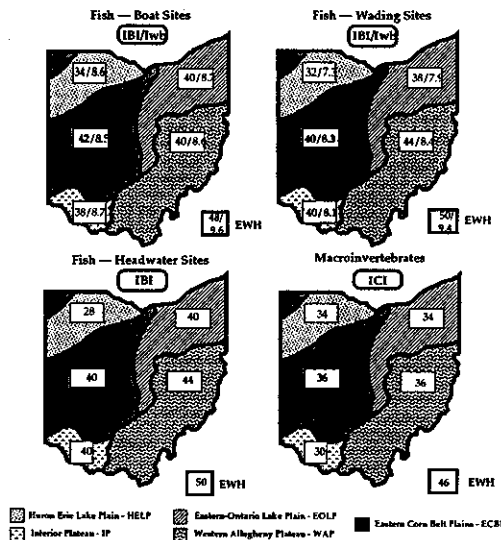 Fish — Boat Sites
IBI/Iwb
34/8.6
40/8.7
42/8.5
40/8.6
38/8.7
48/
9.6
EWH
Fish — Wading Sites
IBI/Iwb
32/7.3
38/7.9
40/8.3
44/8.4
40/8.1
50/
9.4
EWH
Fish — Headwater Sites
IBI
28
40
40
44
40
50
EWH
Macroinvertebrates
ICI
34
34
36
36
30
46
EWH
Huron Erie Lake Plain - HELP
Eastern-Ontario Lake Plain - EOLP
Eastern Corn Belt Plains - ECBP
Interior Plateau - IP
Western Allegheny Plateau - WAP